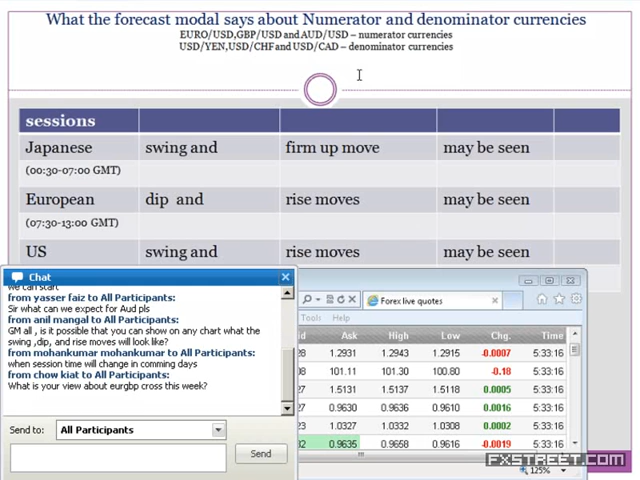 What the forecast modal says about Numerator and denominator currencies
EURO/USD,GBP/USD and AUD/USD – numerator currencies
USD/YEN,USD/CHF and USD/CAD – denominator currencies
sessions
Japanese swing and firm up move may be seen
(00:30-07:00 GMT)
European dip and rise moves may be seen
(07:30-13:00 GMT)
US swing and rise moves may be seen
Chat
we can start
from yasser faiz to All Participants:
Sir what can we expect for Aud pls
from anil mangal to All Participants:
GM all , is it possible that you can show on any chart what the
swing ,dip, and rise moves will look like?
from mohankumar mohankumar to All Participants:
when session time will change in comming days
from chow kiat to All Participants:
What is your view about eurgbp cross this week?
Send to: All Participants
Send
Forex live quotes
Tools Help
Ask High Low Chg. Time
1.2931 1.2943 1.2915 -0.0007 5:33:16
101.11 101.30 100.80 -0.18 5:33:16
1.5131 1.5137 1.5118 0.0005 5:33:16
0.9630 0.9636 0.9610 0.0016 5:33:16
1.0327 1.0332 1.0308 0.0002 5:33:16
0.9635 0.9658 0.9616 -0.0019 5:33:16
FXSTREET.COM
125%